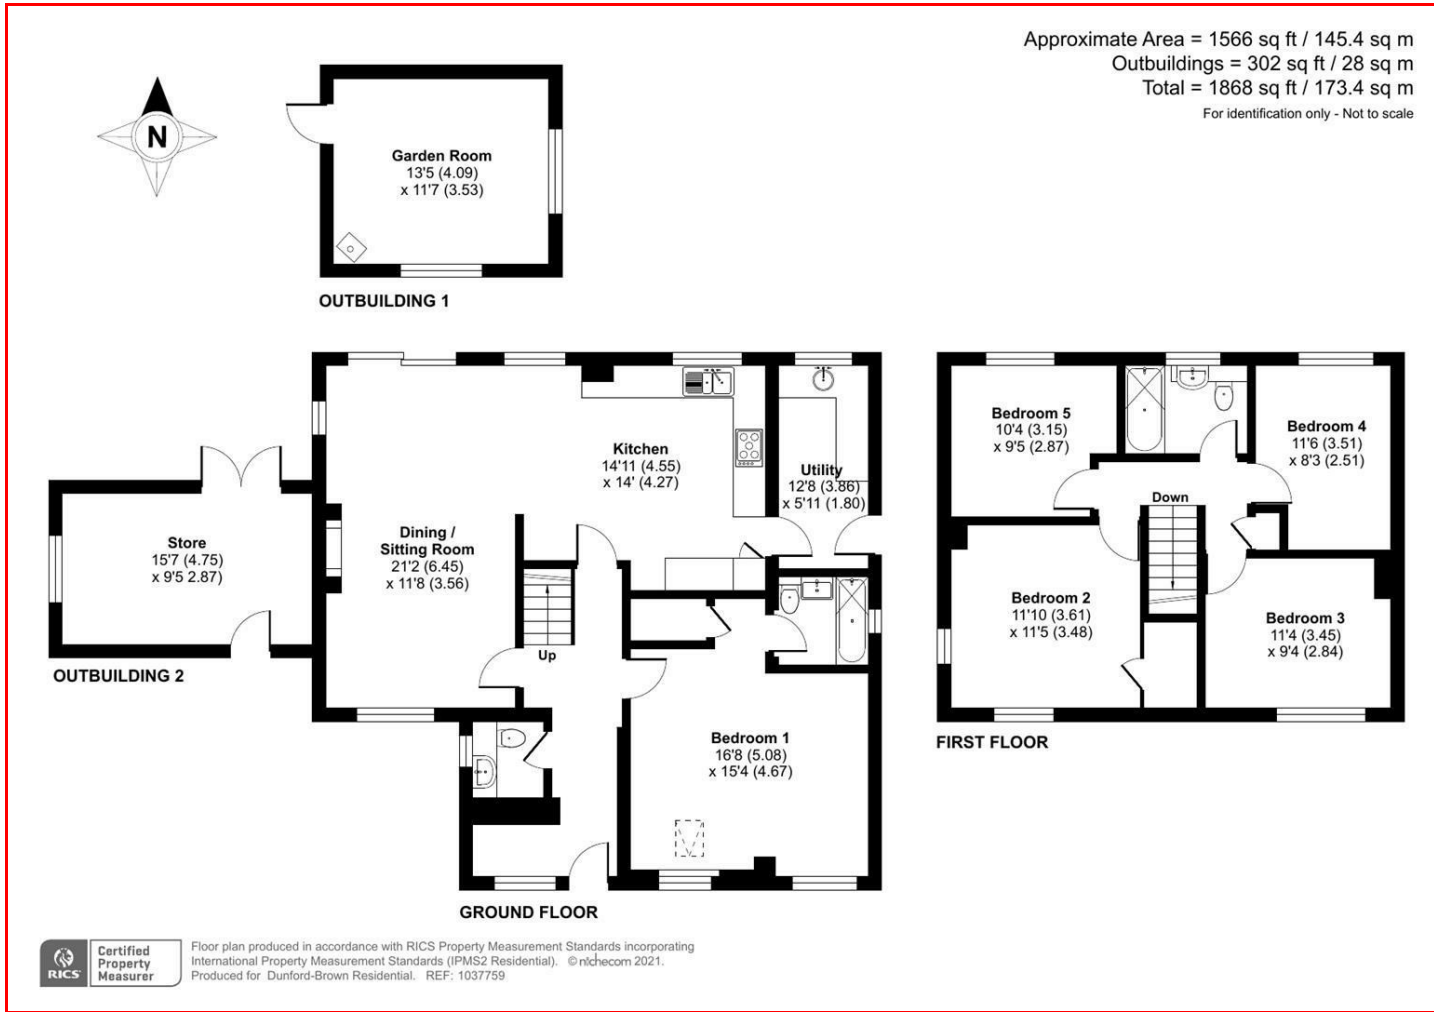 Approximate Area = 1566 sq ft / 145.4 sq m
Outbuildings = 302 sq ft / 28 sq m
Total = 1868 sq ft / 173.4 sq m
For identification only - Not to scale
N
Garden Room
13'5 (4.09)
x 11'7 (3.53)
OUTBUILDING 1
Kitchen
14'11 (4.55)
x 14' (4.27)
Utility
12'8 (3.86)
x 5'11 (1.80)
Dining /
Sitting Room
21'2 (6.45)
x 11'8 (3.56)
Store
15'7 (4.75)
x 9'5 2.87)
OUTBUILDING 2
Up
Bedroom 1
16'8 (5.08)
x 15'4 (4.67)
GROUND FLOOR
Bedroom 5
10'4 (3.15)
x 9'5 (2.87)
Bedroom 4
11'6 (3.51)
x 8'3 (2.51)
Down
Bedroom 2
11'10 (3.61)
x 11'5 (3.48)
Bedroom 3
11'4 (3.45)
x 9'4 (2.84)
FIRST FLOOR
RICS
Certified
Property
Measurer
Floor plan produced in accordance with RICS Property Measurement Standards incorporating
International Property Measurement Standards (IPMS2 Residential). © nichecom 2021.
Produced for Dunford-Brown Residential. REF: 1037759